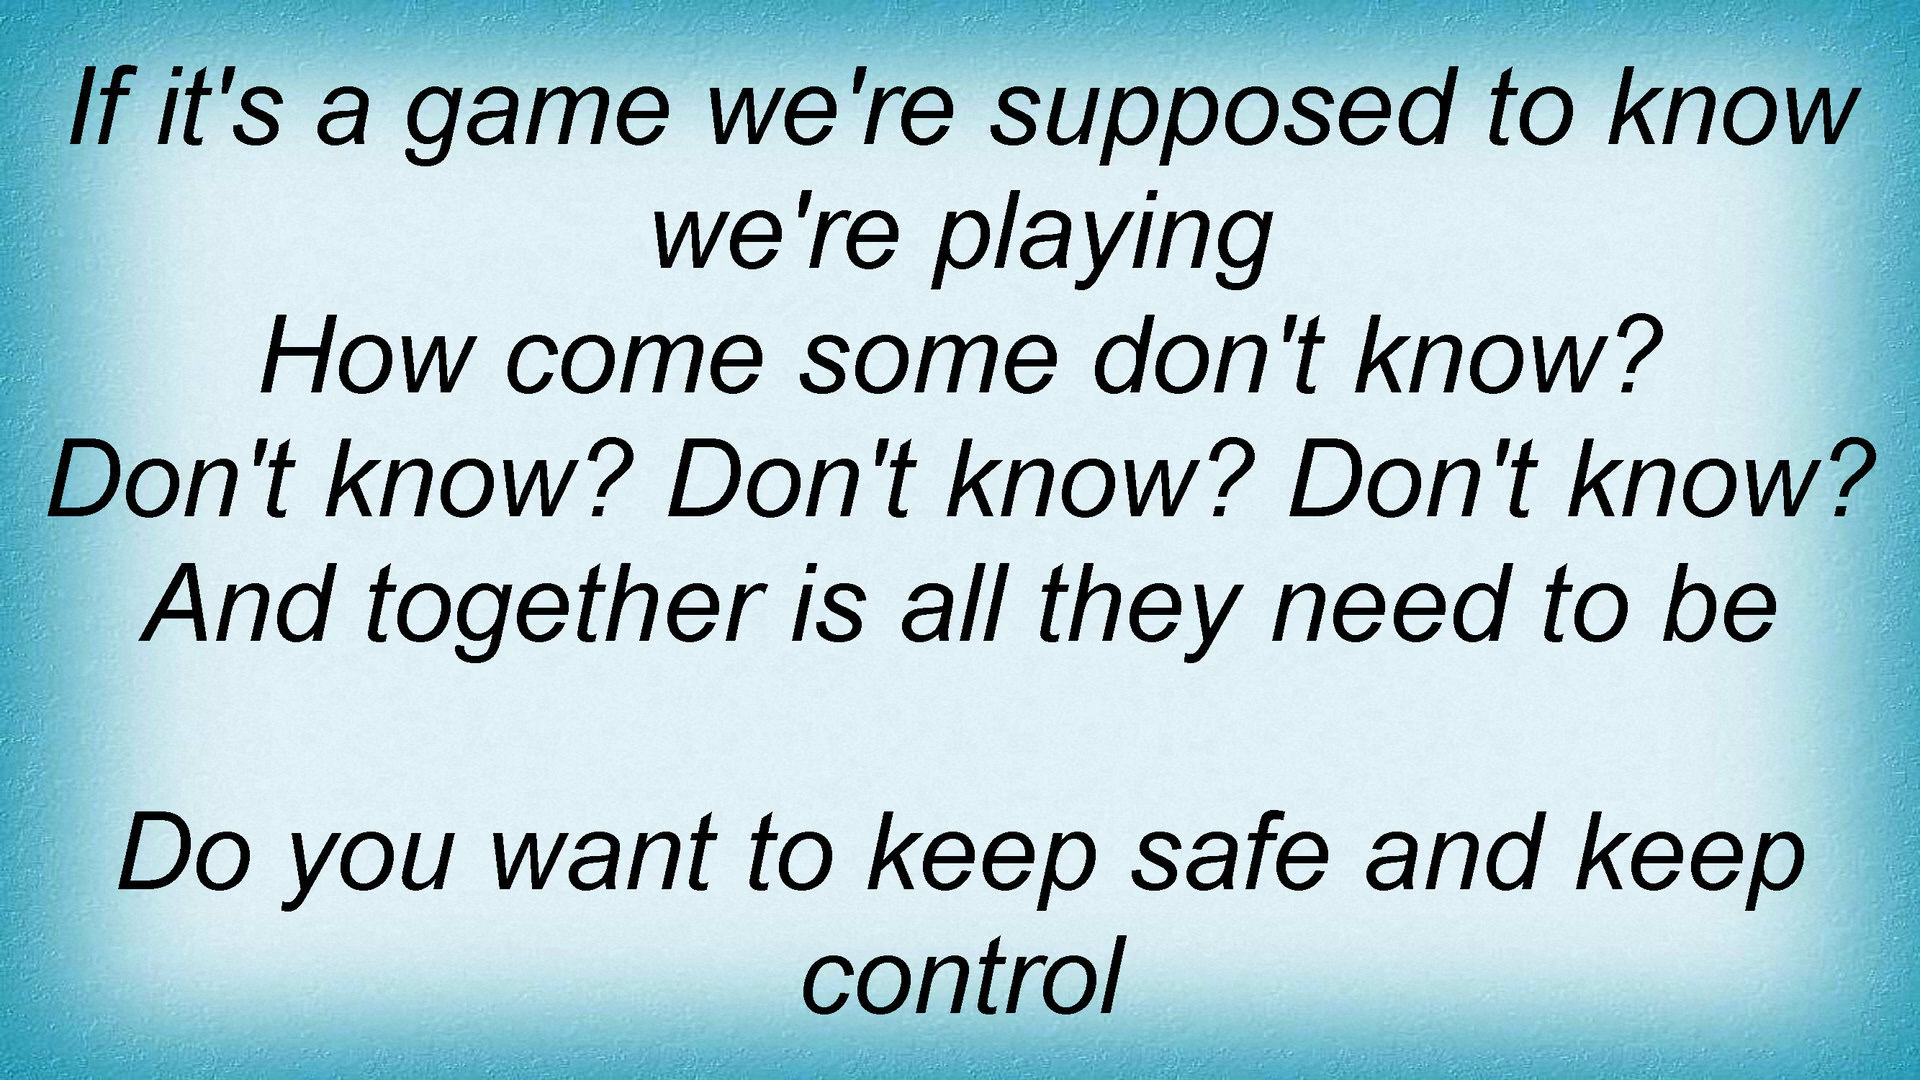 If it's a game we're supposed to know
we're playing
How come some don't know?
Don't know? Don't know? Don't know?
And together is all they need to be
Do you want to keep safe and keep
control